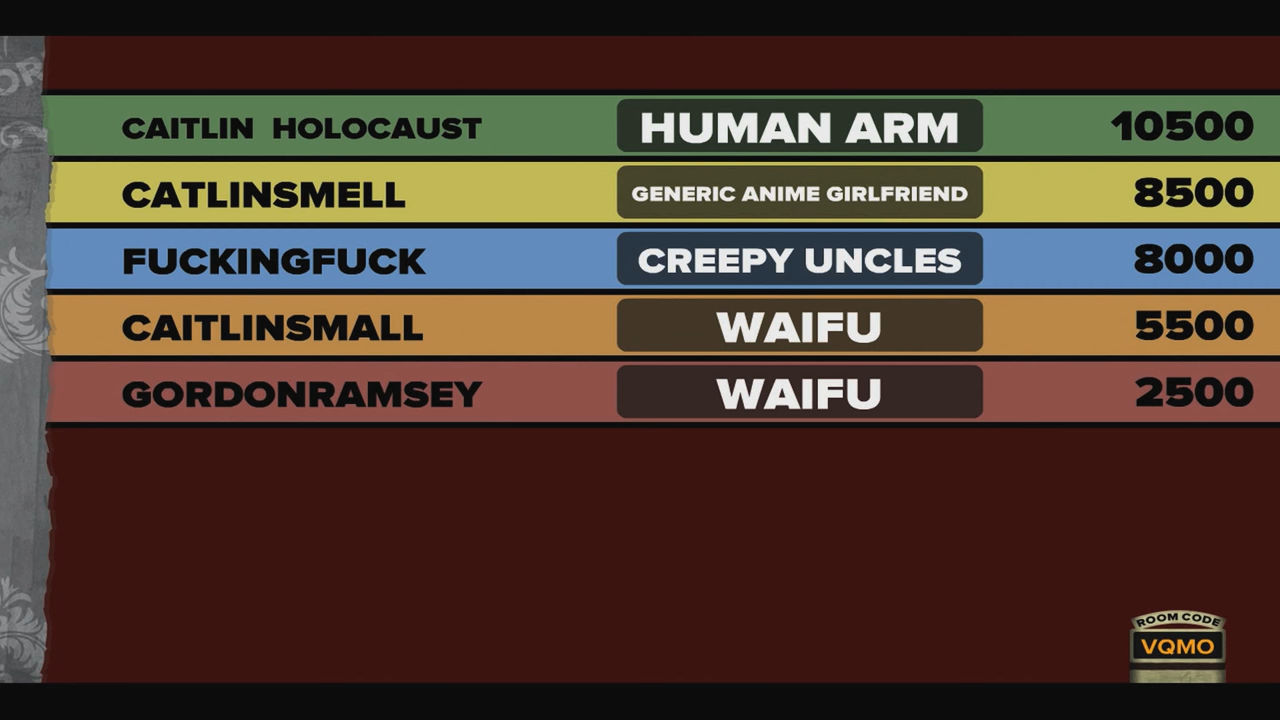 OR
CAITLIN HOLOCAUST HUMAN ARM 10500
CATLINSMELL GENERIC ANIME GIRLFRIEND 8500
FUCKINGFUCK CREEPY UNCLES 8000
CAITLINSMALL WAIFU 5500
GORDONRAMSEY WAIFU 2500
ROOM CODE
VQMO